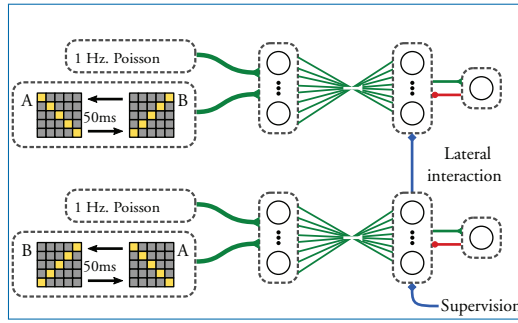 1 Hz. Poisson
A
B
50ms
Lateral
interaction
1 Hz. Poisson
B
A
50ms
Supervision